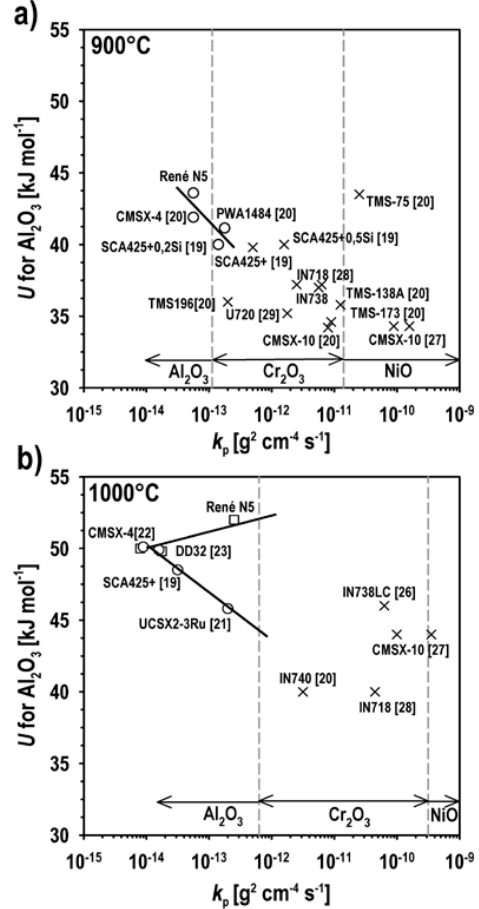 a)
900°C
55
50
45
40
35
30
U for Al₂O₃ [kJ mol⁻¹]
René N5
CMSX-4 [20]
PWA1484 [20]
TMS-75 [20]
SCA425+0,2Si [19]
SCA425+0,5Si [19]
SCA425+ [19]
IN718 [28]
IN738
TMS-138A [20]
TMS196[20]
U720 [29]
TMS-173 [20]
CMSX-10 [20]
CMSX-10 [27]
Al₂O₃
Cr₂O₃
NiO
10-15 10-14 10-13 10-12 10-11 10-10 10-9
kₚ [g² cm⁻⁴ s⁻¹]
b)
1000°C
55
50
45
40
35
30
U for Al₂O₃ [kJ mol⁻¹]
René N5
CMSX-4[22]
DD32 [23]
SCA425+ [19]
UCSX2-3Ru [21]
IN738LC [26]
CMSX-10 [27]
IN740 [20]
IN718 [28]
Al₂O₃
Cr₂O₃
NiO
10-15 10-14 10-13 10-12 10-11 10-10 10-9
kₚ [g² cm⁻⁴ s⁻¹]